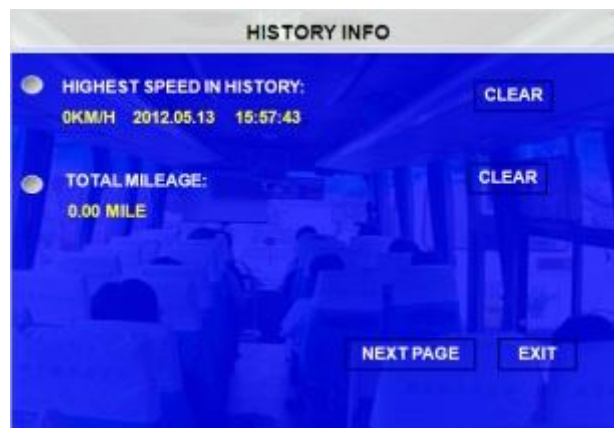 HISTORY INFO
HIGHEST SPEED IN HISTORY:
CLEAR
0KM/H 2012.05.13 15:57:43
TOTAL MILEAGE:
CLEAR
0.00 MILE
NEXT PAGE
EXIT